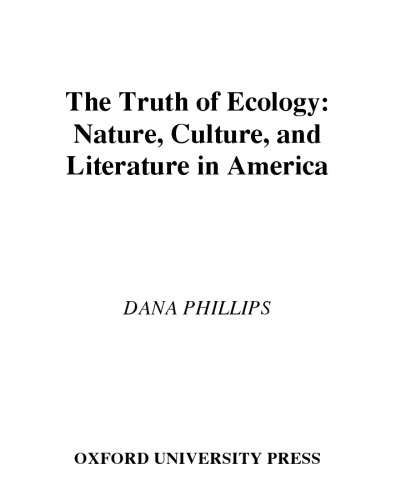 The Truth of Ecology:
Nature, Culture, and
Literature in America
DANA PHILLIPS
OXFORD UNIVERSITY PRESS